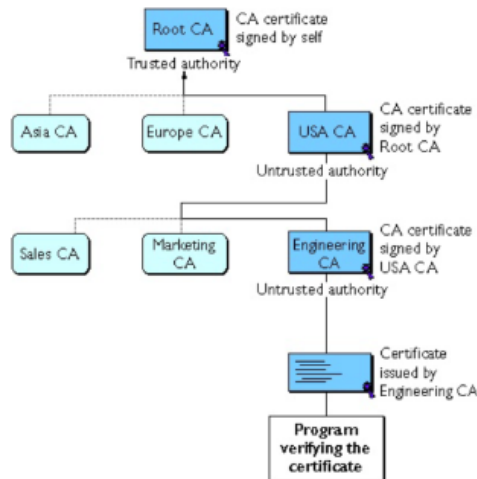 Root CA
CA certificate
signed by self
Trusted authority
Asia CA
Europe CA
USA CA
CA certificate
signed by
Root CA
Untrusted authority
Sales CA
Marketing
CA
Engineering
CA
CA certificate
signed by
USA CA
Untrusted authority
Certificate
issued by
Engineering CA
Program
verifying the
certificate